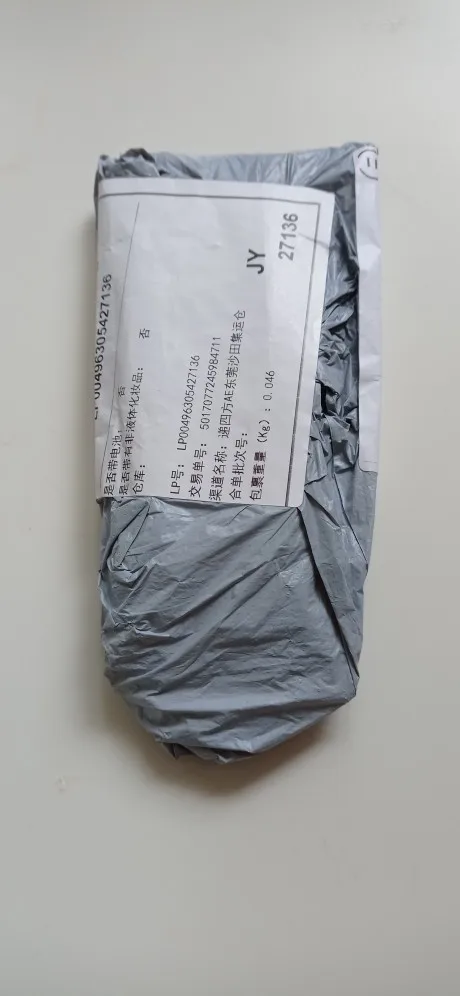 LP00496305427136
是否带电池: 否
是否带有非液体化妆品: 否
仓库:
LP号: LP00496305427136
交易单号: 5017077245984711
渠道名称: 递四方AE东莞沙田集运仓
合单批次号:
包裹重量 (Kg) : 0.046
JY
27136
(二